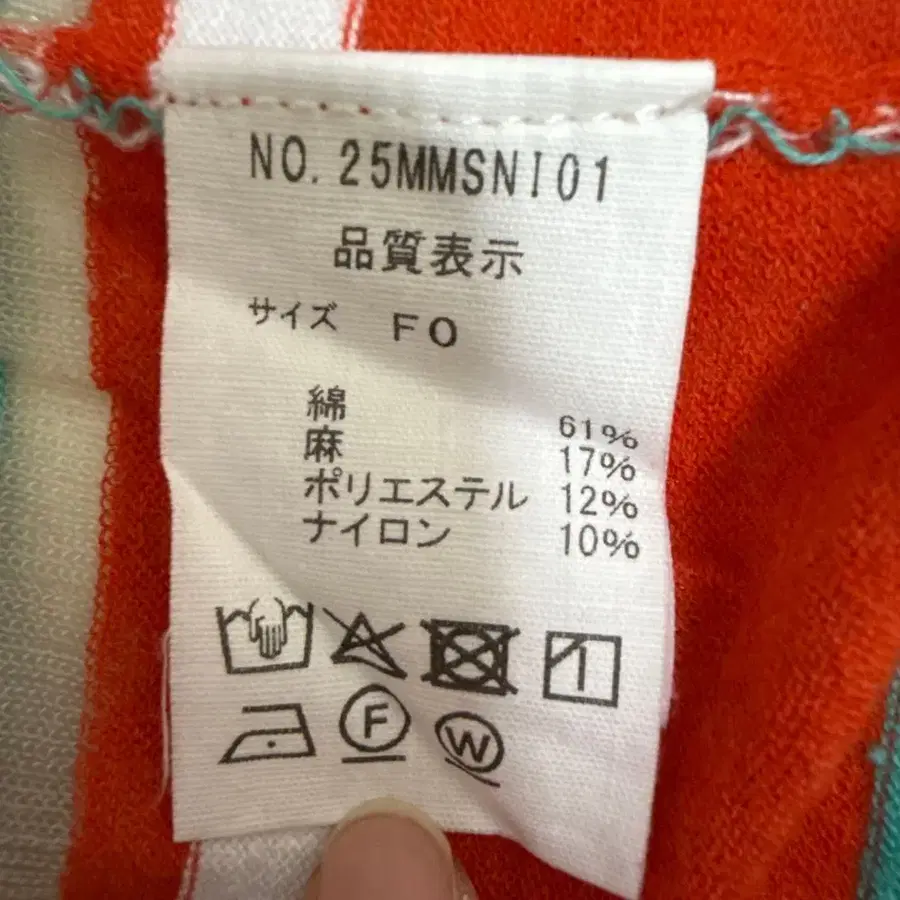 NO. 25MMSNI01
品質表示
サイズ FO
綿 61%
麻 17%
ポリエステル 12%
ナイロン 10%
F W